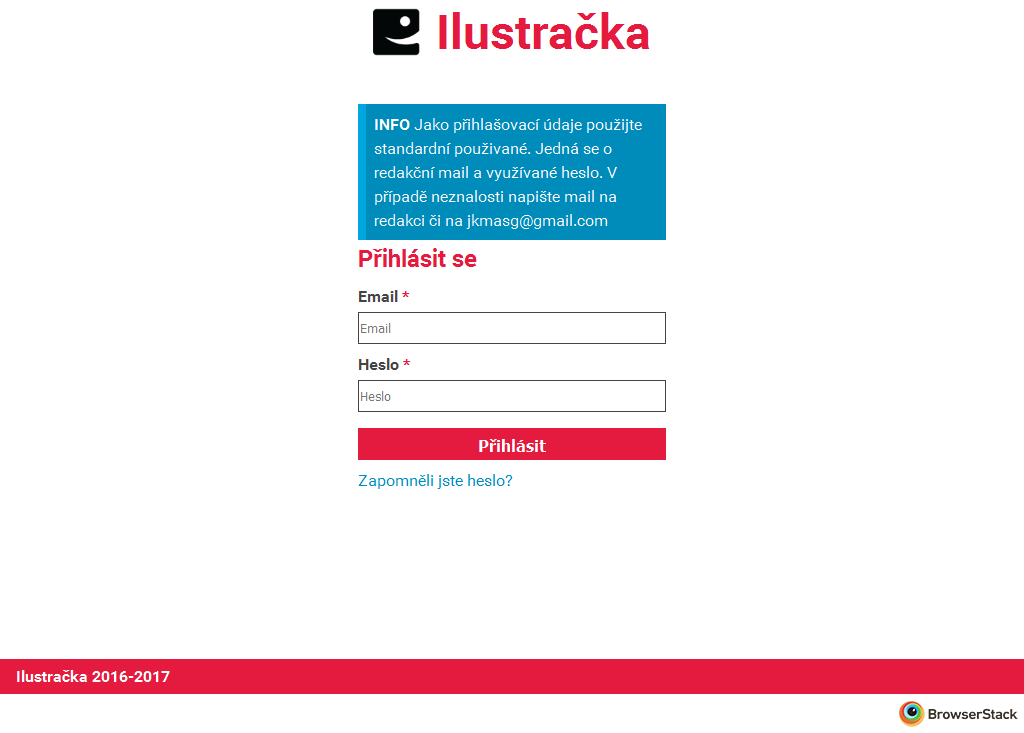 Ilustračka
INFO Jako přihlašovací údaje použijte
standardní použivané. Jedná se o
redakční mail a využívané heslo. V
případě neznalosti napište mail na
redakci či na jkmasg@gmail.com
Přihlásit se
Email *
Email
Heslo *
Heslo
Přihlásit
Zapomněli jste heslo?
Ilustračka 2016-2017
BrowserStack